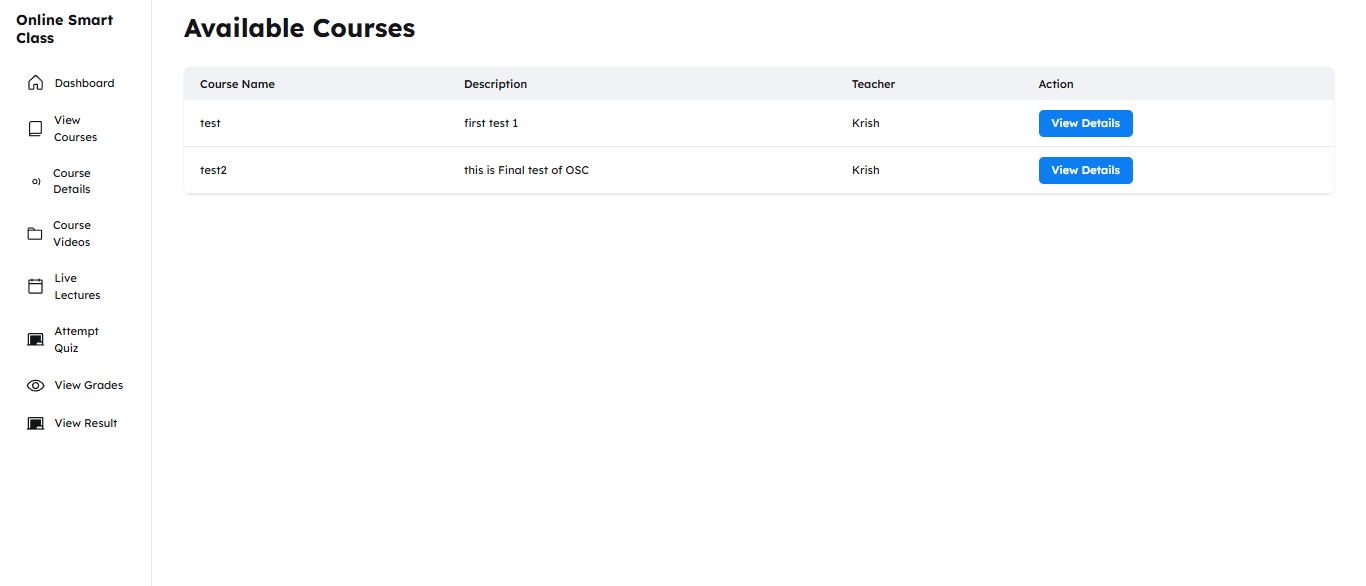 Online Smart
Class
Dashboard
View
Courses
Course
Details
Course
Videos
Live
Lectures
Attempt
Quiz
View Grades
View Result
Available Courses
Course Name Description Teacher Action
test first test 1 Krish View Details
test2 this is Final test of OSC Krish View Details